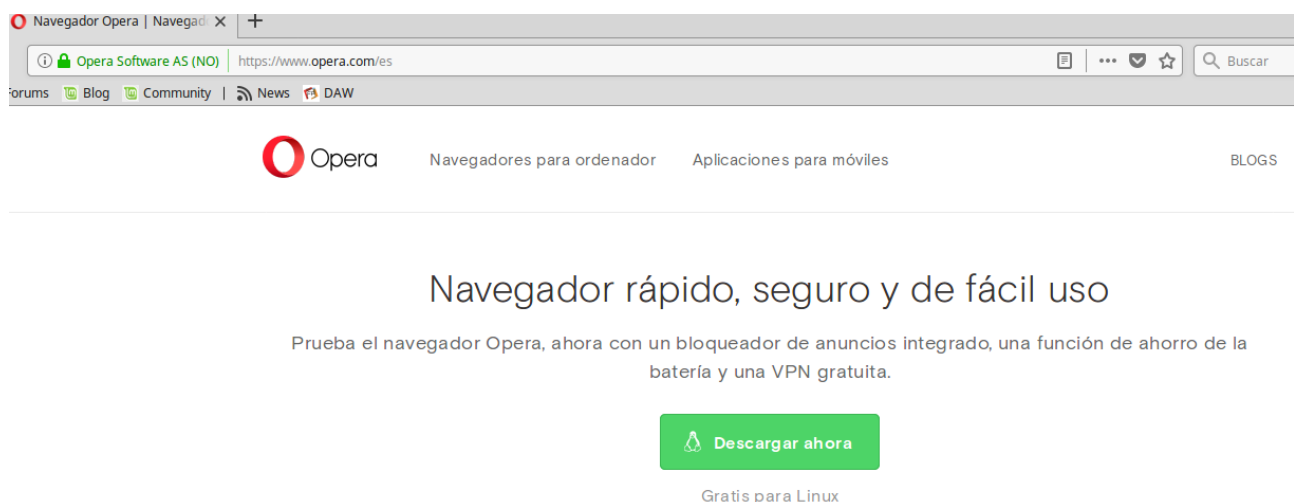 Navegador Opera | Navegad
Opera Software AS (NO) https://www.opera.com/es Buscar
Forums Blog Community | News DAW
Opera Navegadores para ordenador Aplicaciones para móviles BLOGS
Navegador rápido, seguro y de fácil uso
Prueba el navegador Opera, ahora con un bloqueador de anuncios integrado, una función de ahorro de la
batería y una VPN gratuita.
Descargar ahora
Gratis para Linux